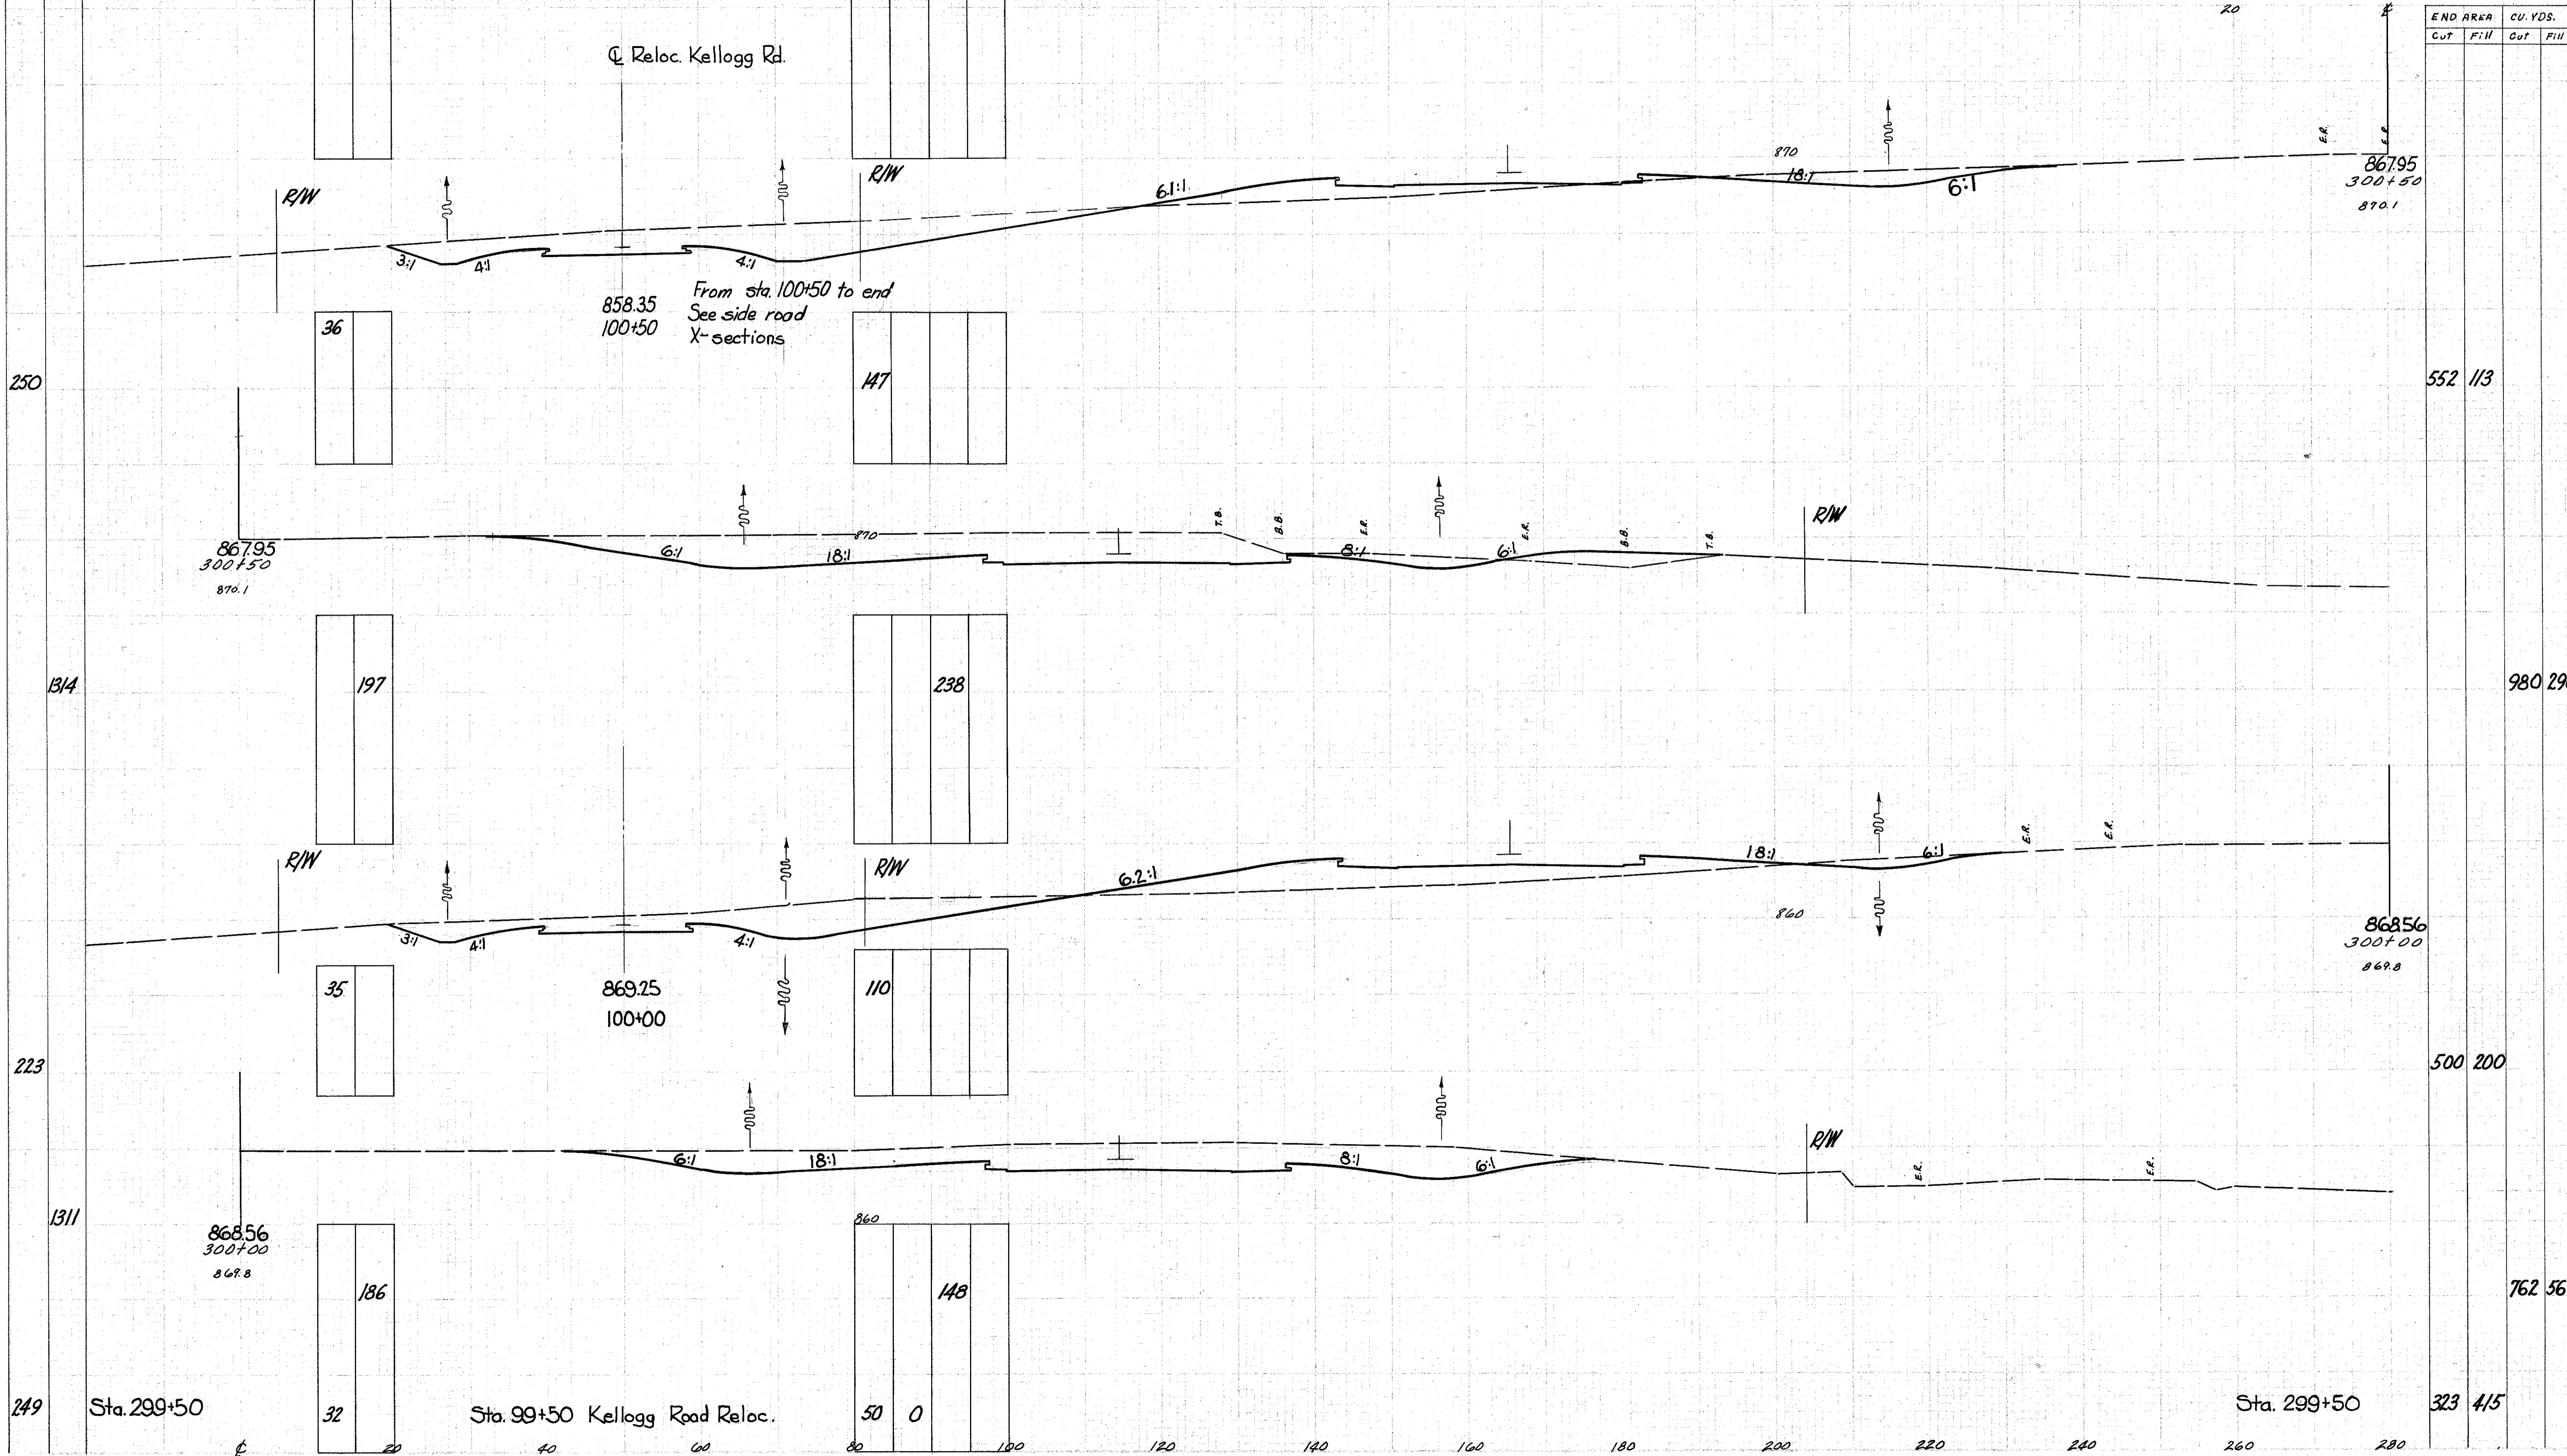 20 ℄
END AREA CU. YDS.
Cut Fill Cut Fill
℄ Reloc. Kellogg Rd.
R/W
R/W
6.1:1
870
18:1
6:1
E.R.
E.R.
867.95
300+50
870.1
3:1
4:1
4:1
858.35
100+50
From sta. 100+50 to end
See side road
X-sections
36
147
250
552 113
867.95
300+50
870.1
6:1
18:1
870
T.B.
B.B.
E.R.
8:1
6:1
E.R.
B.B.
T.B.
R/W
1314
197
238
980
R/W
R/W
3:1
4:1
4:1
6.2:1
18:1
6:1
E.R.
E.R.
860
868.56
300+00
869.8
35
869.25
100+00
110
223
500 200
6:1
18:1
8:1
6:1
R/W
E.R.
E.R.
1311
868.56
300+00
869.8
860
186
148
762
249
Sta. 299+50
32
Sta. 99+50 Kellogg Road Reloc.
50 0
Sta. 299+50
323 415
℄ 20 40 60 80 100 120 140 160 180 200 220 240 260 280